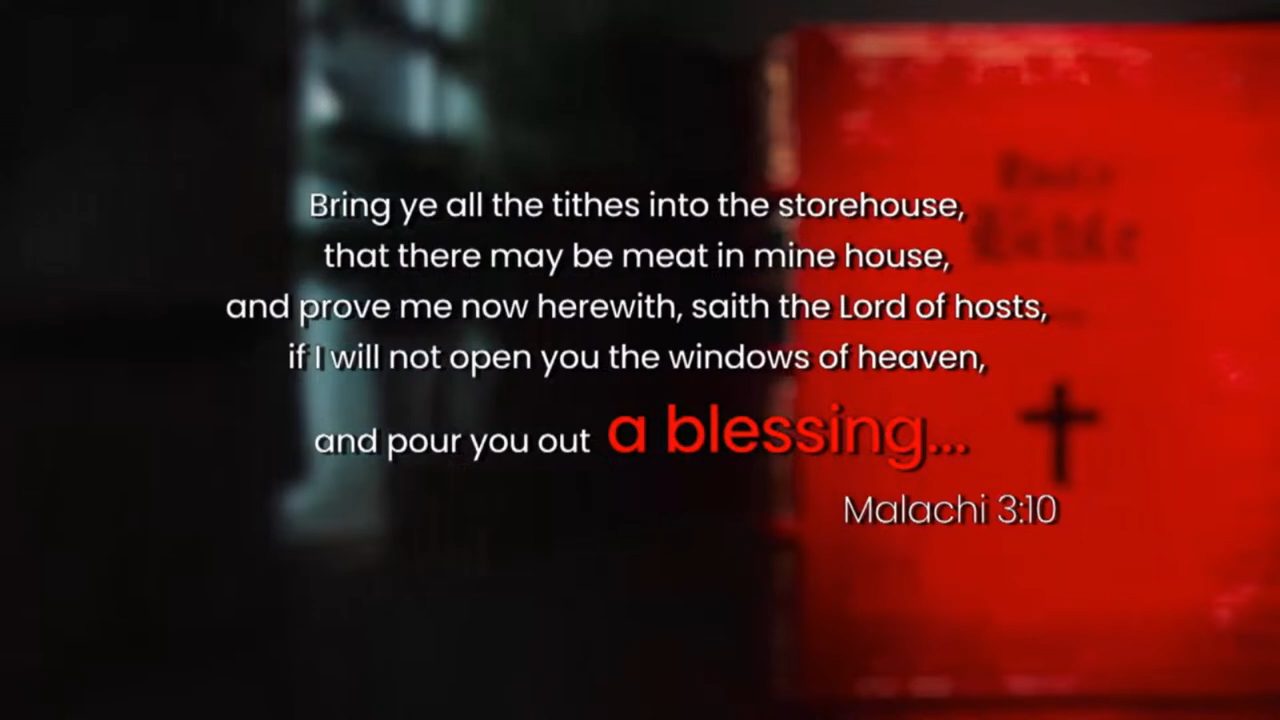 Bring ye all the tithes into the storehouse,
that there may be meat in mine house,
and prove me now herewith, saith the Lord of hosts,
if I will not open you the windows of heaven,
and pour you out a blessing...
Malachi 3:10